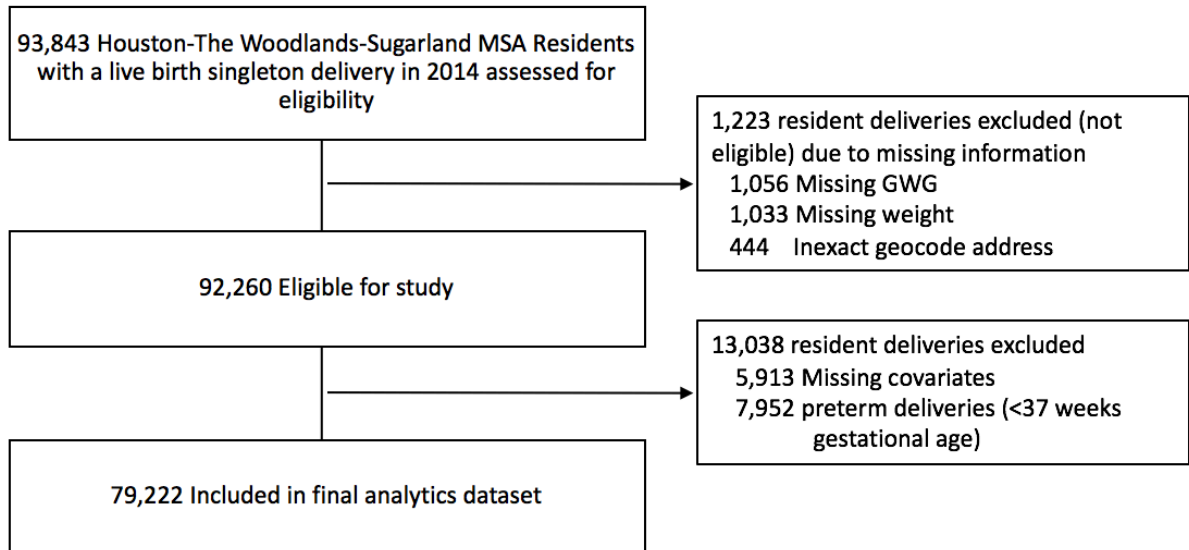 93,843 Houston-The Woodlands-Sugarland MSA Residents
with a live birth singleton delivery in 2014 assessed for
eligibility
1,223 resident deliveries excluded (not
eligible) due to missing information
1,056 Missing GWG
1,033 Missing weight
444 Inexact geocode address
92,260 Eligible for study
13,038 resident deliveries excluded
5,913 Missing covariates
7,952 preterm deliveries (<37 weeks
gestational age)
79,222 Included in final analytics dataset